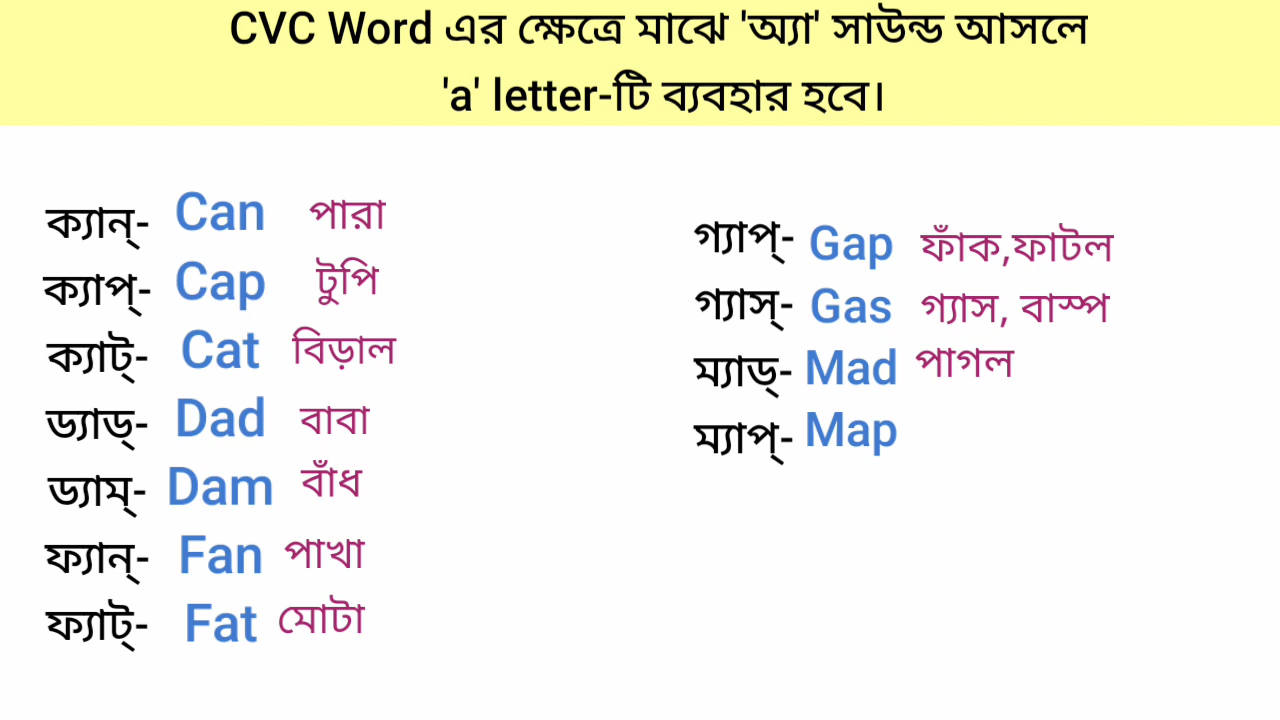 CVC Word এর ক্ষেত্রে মাঝে 'অ্যা' সাউন্ড আসলে
'a' letter-টি ব্যবহার হবে।
ক্যান্- Can পারা
ক্যাপ্- Cap টুপি
ক্যাট্- Cat বিড়াল
ড্যাড্- Dad বাবা
ড্যাম্- Dam বাঁধ
ফ্যান্- Fan পাখা
ফ্যাট্- Fat মোটা
গ্যাপ্- Gap ফাঁক,ফাটল
গ্যাস্- Gas গ্যাস, বাস্প
ম্যাড্- Mad পাগল
ম্যাপ্- Map